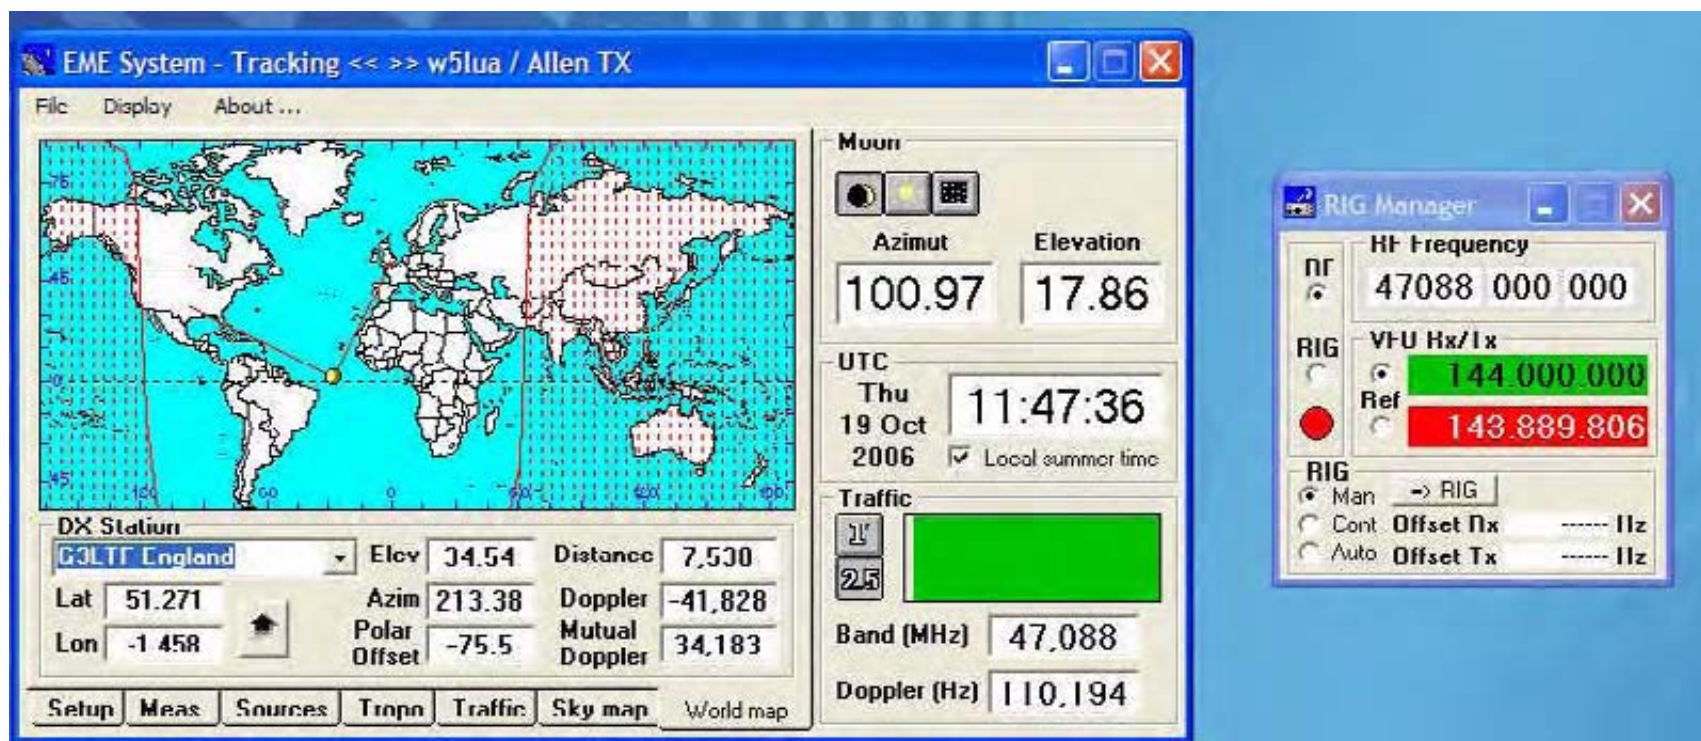 EME System - Tracking << >> w5lua / Allen TX
File Display About ...
Moon
Azimut Elevation
100.97 17.86
UTC
Thu
19 Oct
2006
11:47:36
Local summer time
Traffic
1'
2.5
Band (MHz) 47,088
Doppler (Hz) 110,194
DX Station
England Elev 34.54 Distance
Lat 51.271 Azim 213.38 Doppler -41,828
Lon -1.458 Polar Offset -75.5 Mutual Doppler 34,183
Setup Meas Sources Tropo Traffic Sky map World map
RIG Manager
RF Frequency
47088 000 000
RIG
VFO Rx/Tx
144.000.000
Ref
143.889.806
RIG
Man -> RIG
Cont Offset Rx ------ Hz
Auto Offset Tx ------ Hz